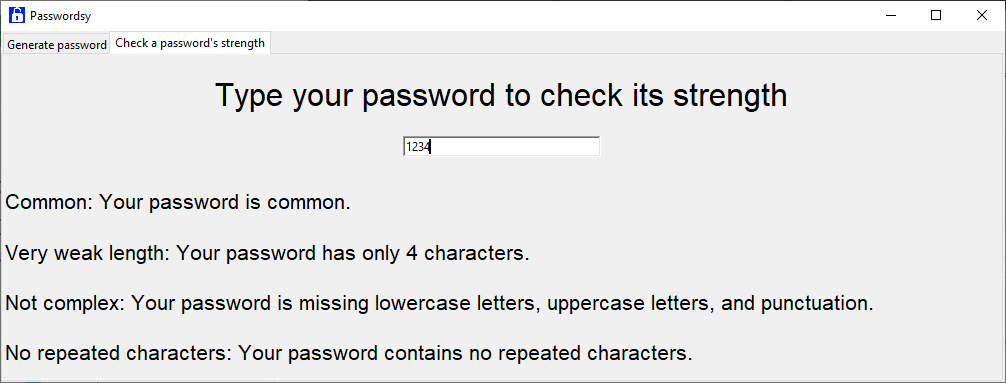 Passwordsy
Generate password Check a password's strength
Type your password to check its strength
1234
Common: Your password is common.
Very weak length: Your password has only 4 characters.
Not complex: Your password is missing lowercase letters, uppercase letters, and punctuation.
No repeated characters: Your password contains no repeated characters.